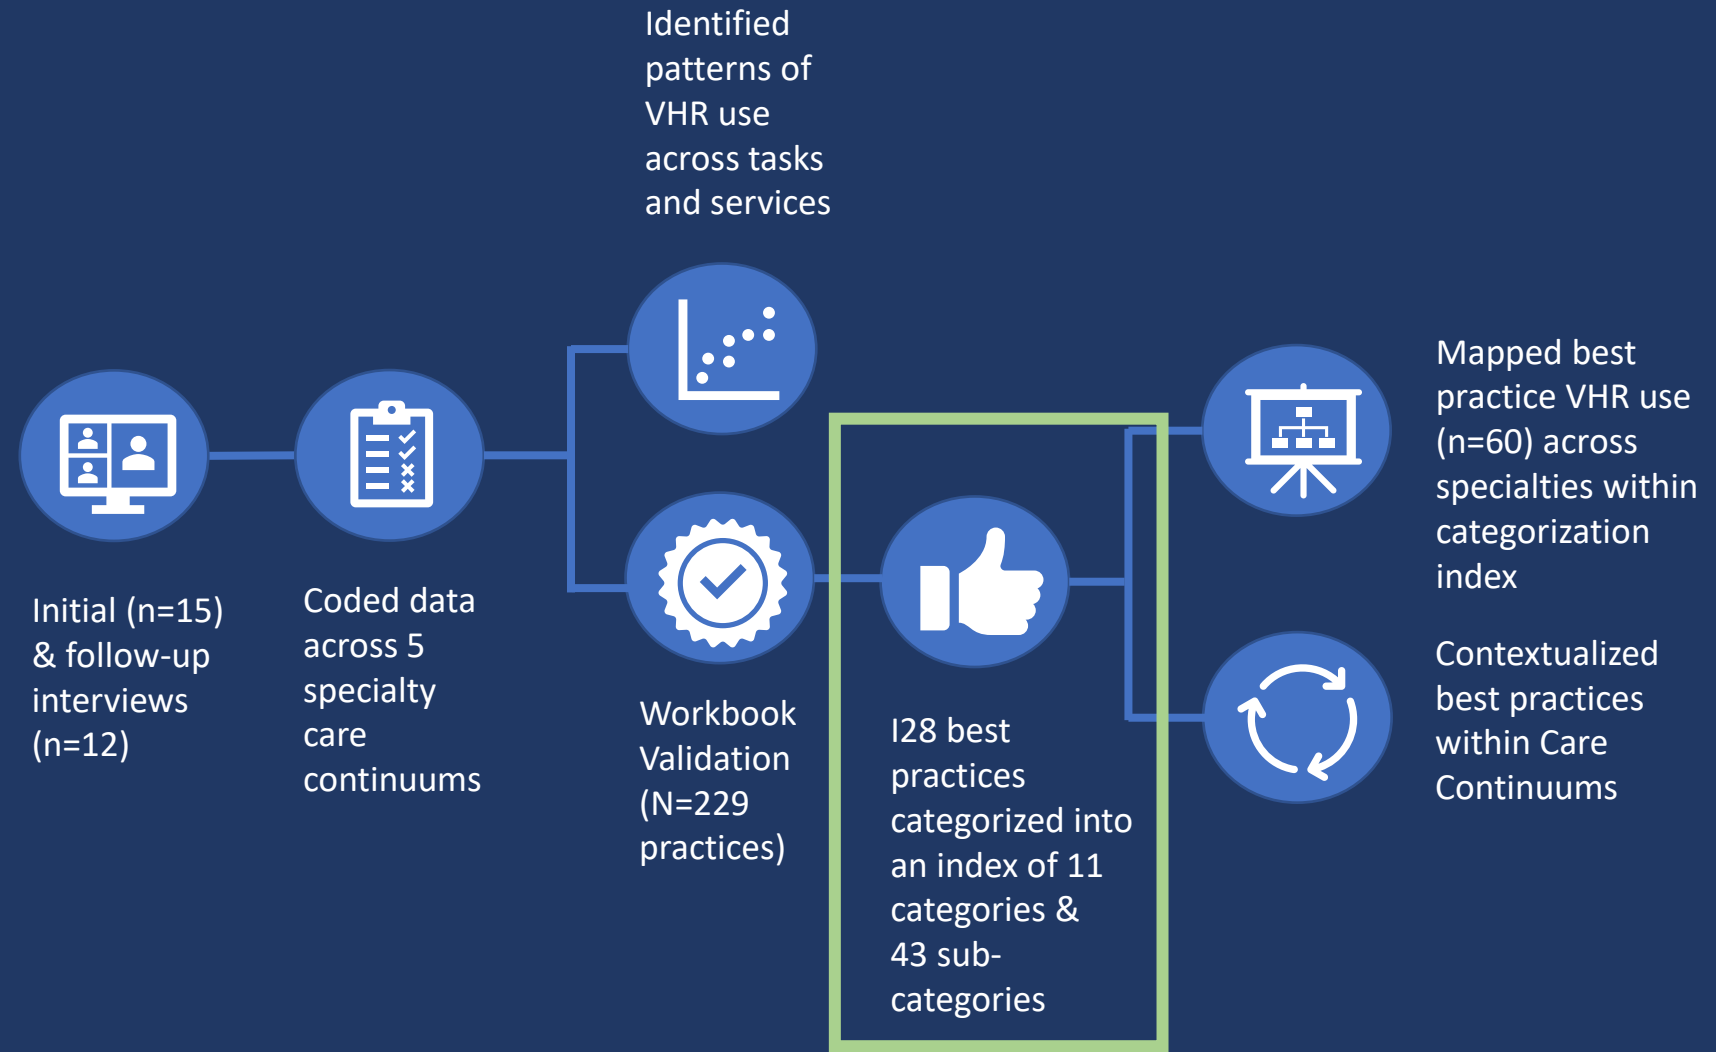 Identified
patterns of
VHR use
across tasks
and services
Initial (n=15)
& follow-up
interviews
(n=12)
Coded data
across 5
specialty
care
continuums
Workbook
Validation
(N=229
practices)
I28 best
practices
categorized into
an index of 11
categories &
43 sub-
categories
Mapped best
practice VHR use
(n=60) across
specialties within
categorization
index
Contextualized
best practices
within Care
Continuums